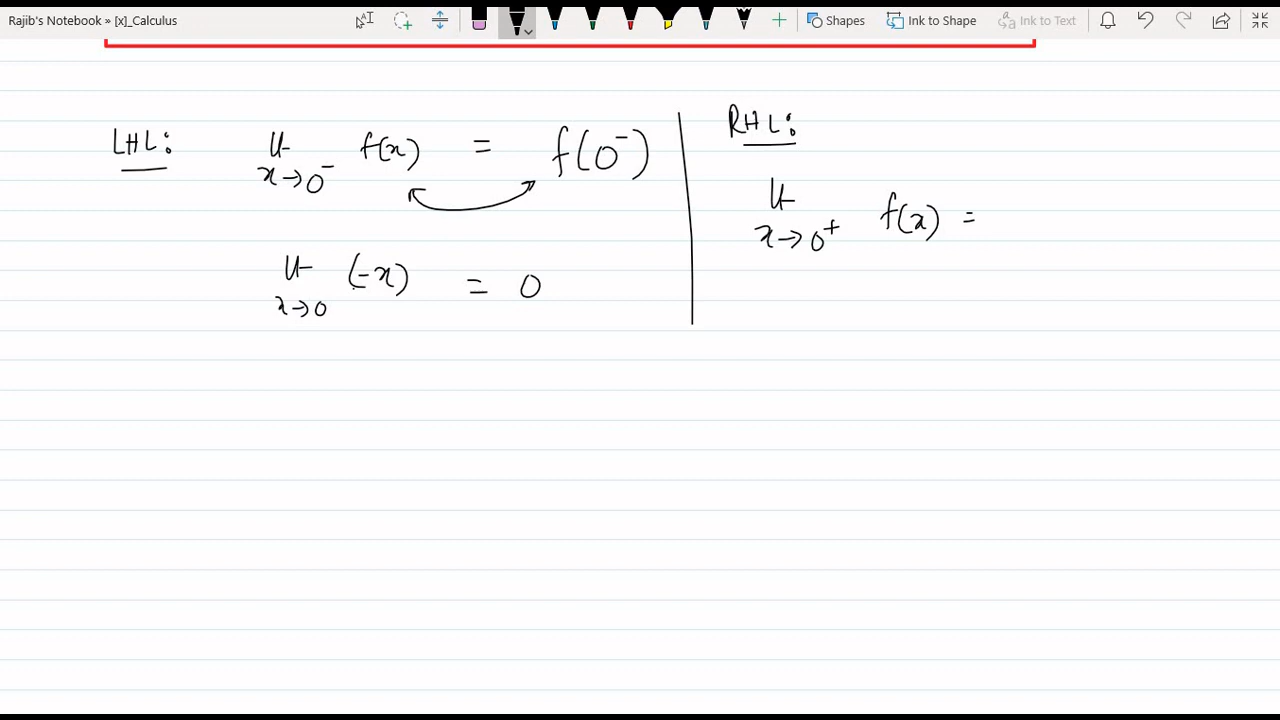 Rajib's Notebook » [x]_Calculus
Shapes
Ink to Shape
Ink to Text
LHL: lt x→0⁻ f(x) = f(0⁻)
lt x→0 (-x) = 0
RHL:
lt x→0⁺ f(x) =